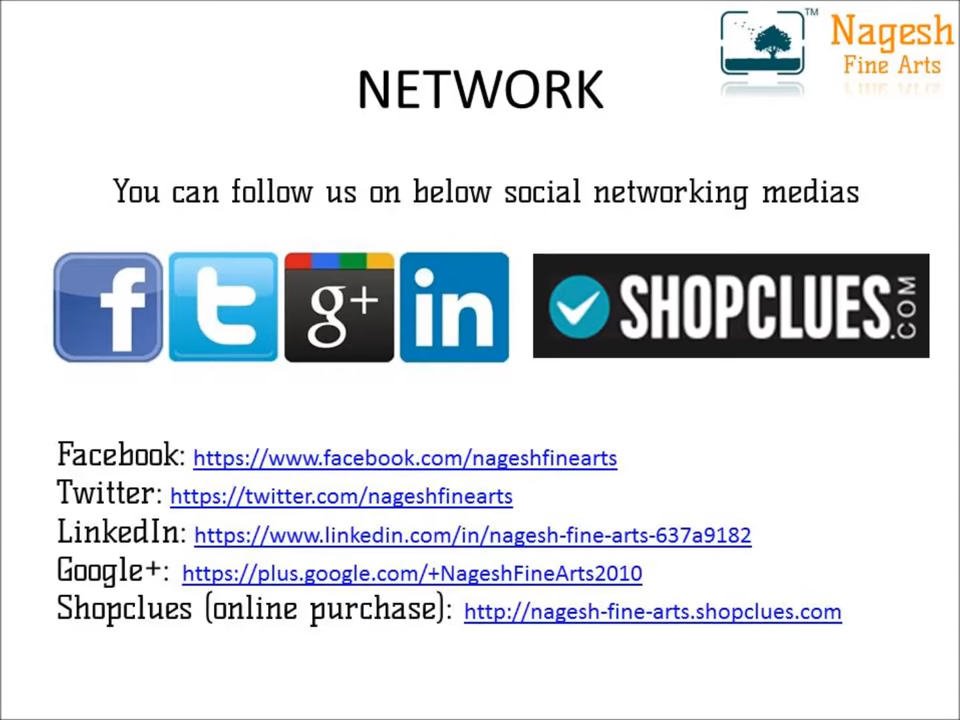 TM
Nagesh
Fine Arts
NETWORK
You can follow us on below social networking medias
f
t
g+
in
SHOPCLUES.COM
Facebook: https://www.facebook.com/nageshfinearts
Twitter: https://twitter.com/nageshfinearts
LinkedIn: https://www.linkedin.com/in/nagesh-fine-arts-637a9182
Google+: https://plus.google.com/+NageshFineArts2010
Shopclues (online purchase): http://nagesh-fine-arts.shopclues.com